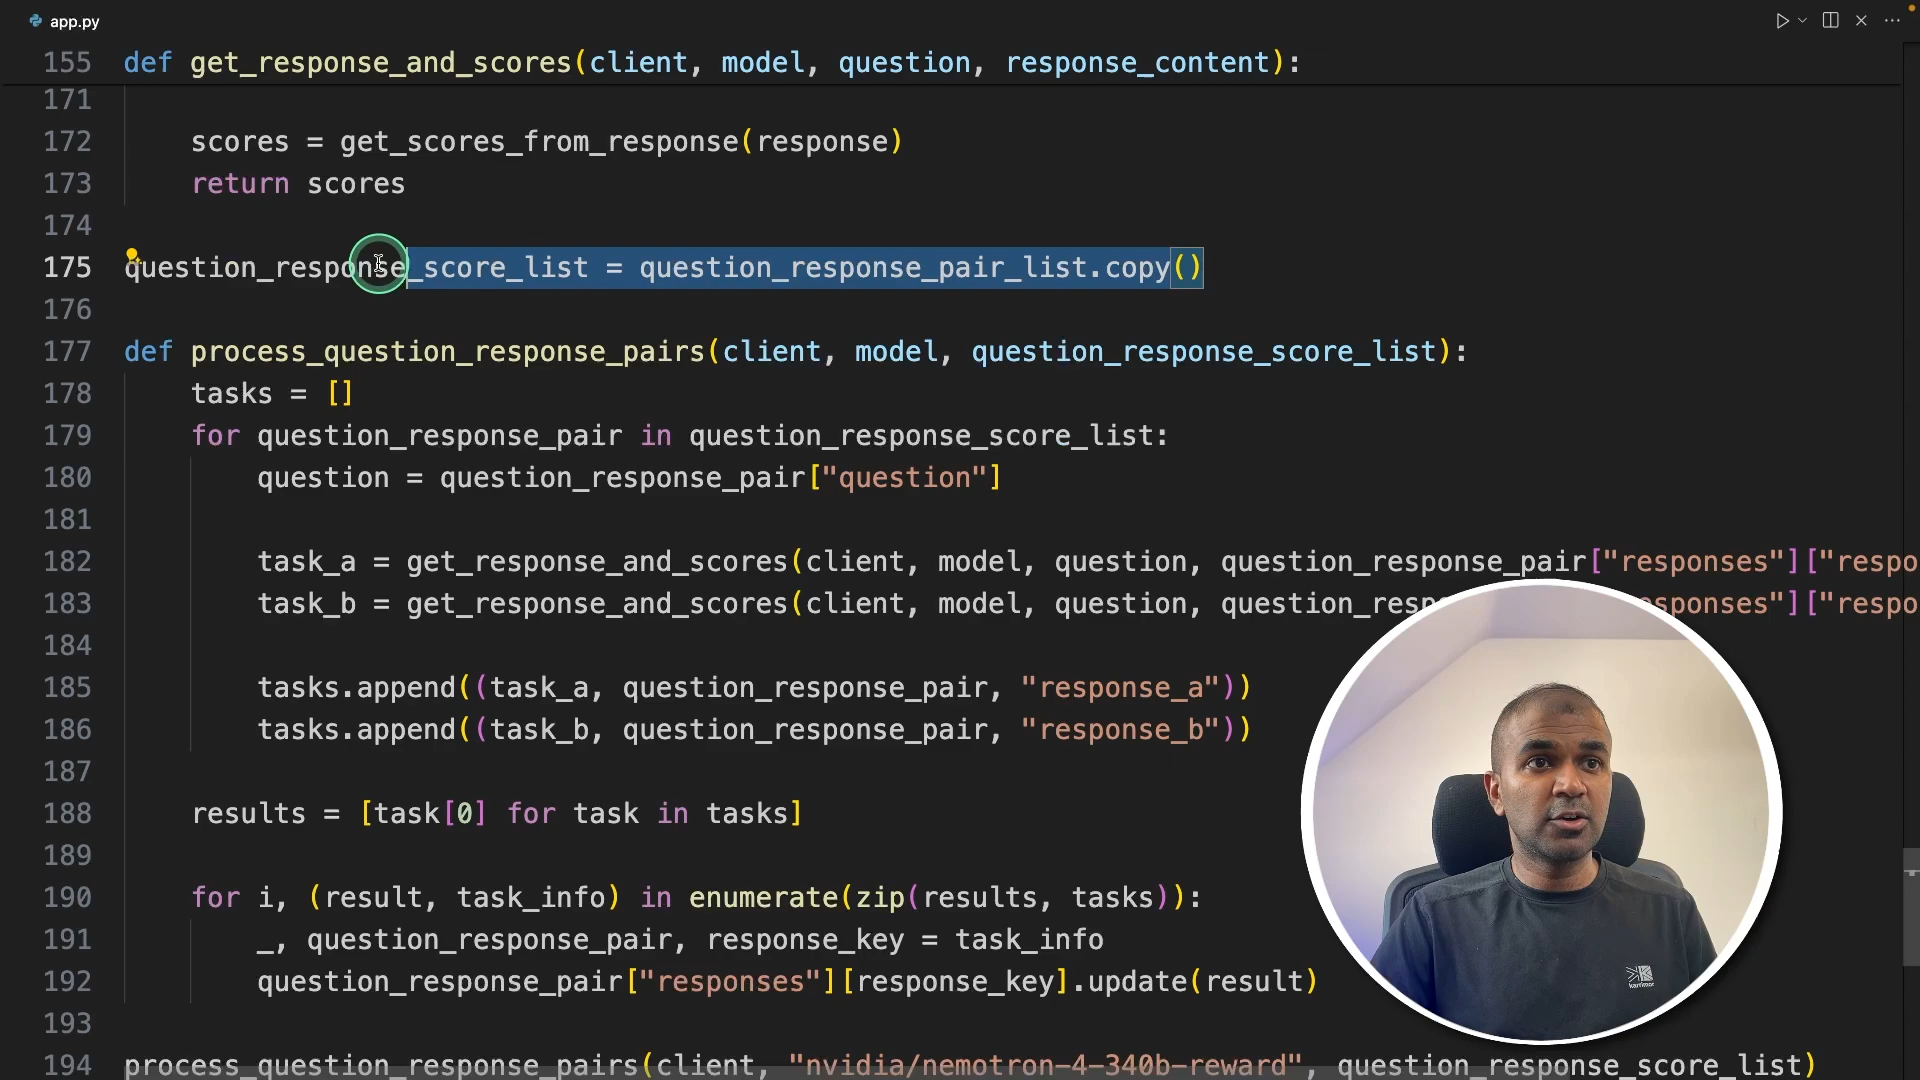 app.py
155 def get_response_and_scores(client, model, question, response_content):
171
172 scores = get_scores_from_response(response)
173 return scores
174
175 question_response_score_list = question_response_pair_list.copy()
176
177 def process_question_response_pairs(client, model, question_response_score_list):
178 tasks = []
179 for question_response_pair in question_response_score_list:
180 question = question_response_pair["question"]
181
182 task_a = get_response_and_scores(client, model, question, question_response_pair["responses"]["respo
183 task_b = get_response_and_scores(client, model, question, question_resp esponses"]["respo
184
185 tasks.append((task_a, question_response_pair, "response_a"))
186 tasks.append((task_b, question_response_pair, "response_b"))
187
188 results = [task[0] for task in tasks]
189
190 for i, (result, task_info) in enumerate(zip(results, tasks)):
191 _, question_response_pair, response_key = task_info
192 question_response_pair["responses"][response_key].update(result)
193
194 process_question_response_pairs(client, "nvidia/nemotron-4-340b-reward", question_response_score_list)
karrimor